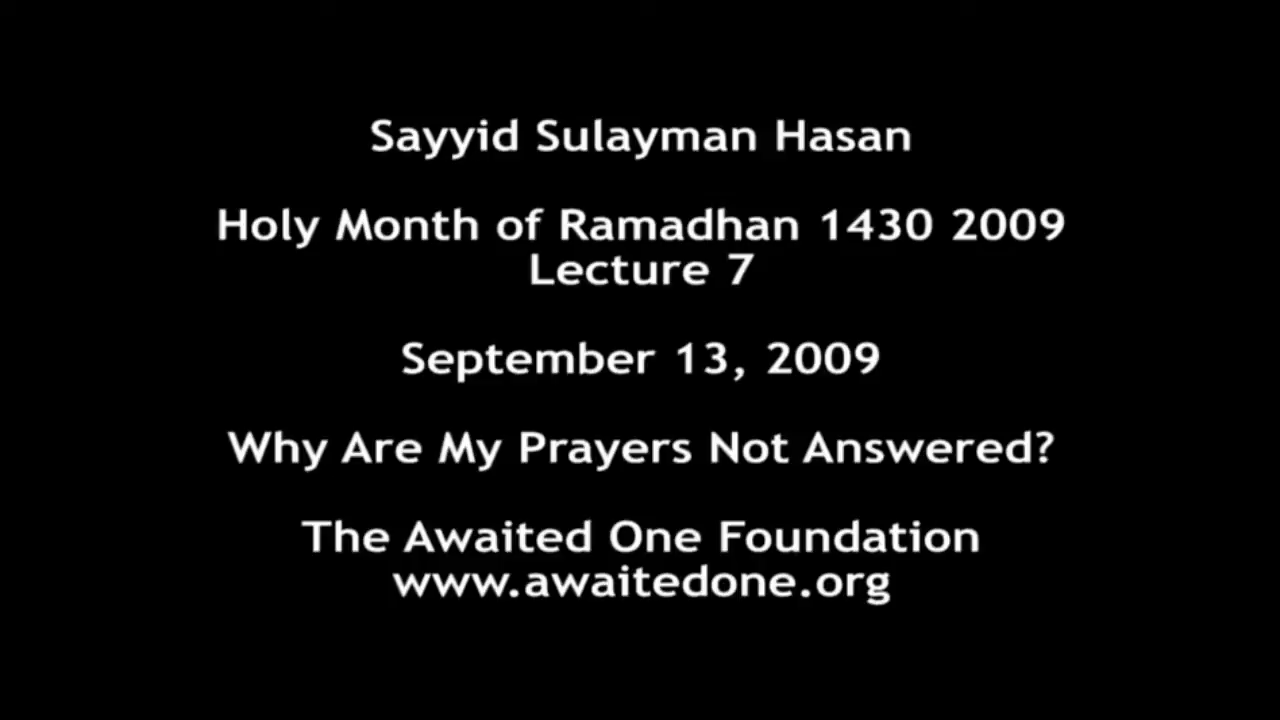 Sayyid Sulayman Hasan
Holy Month of Ramadhan 1430 2009
Lecture 7
September 13, 2009
Why Are My Prayers Not Answered?
The Awaited One Foundation
www.awaitedone.org